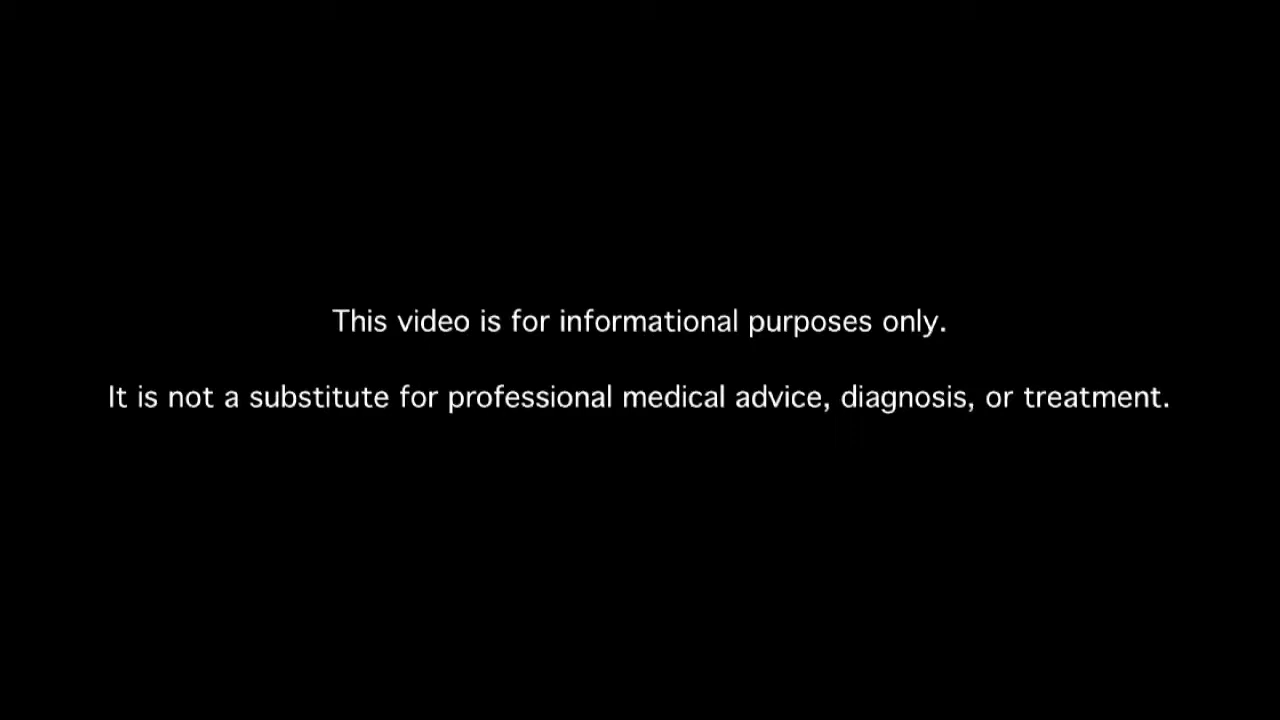 This video is for informational purposes only.
It is not a substitute for professional medical advice, diagnosis, or treatment.